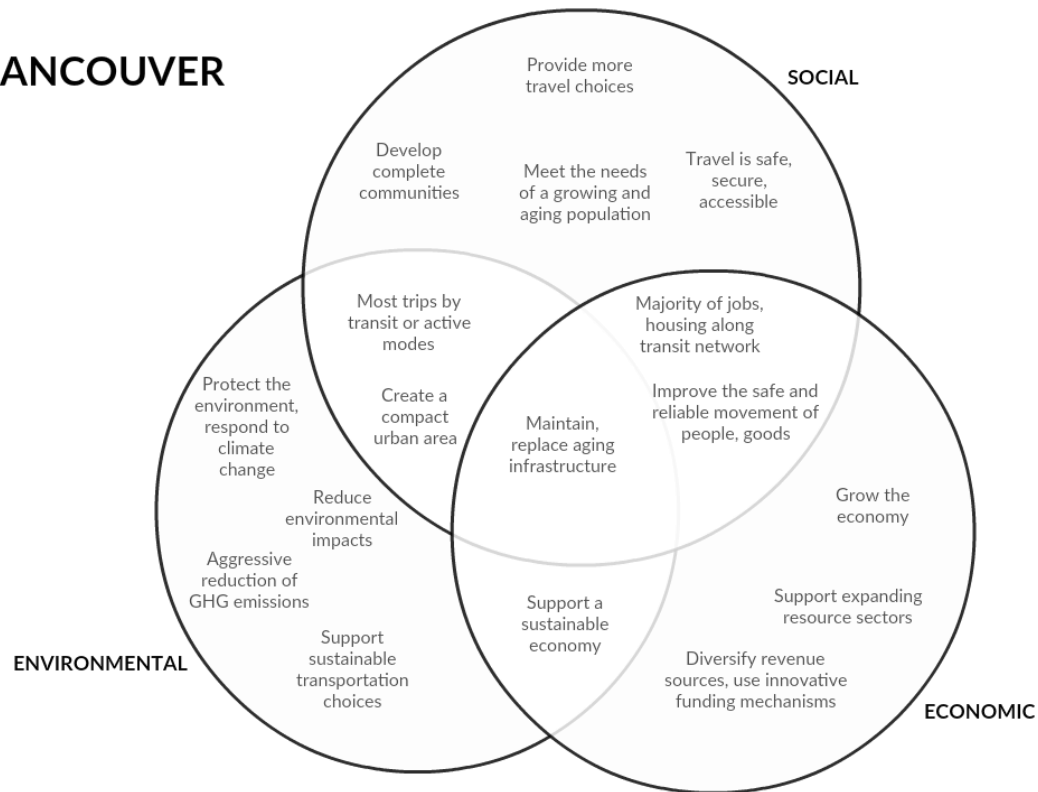 ANCOUVER
SOCIAL
Provide more
travel choices
Develop
complete
communities
Meet the needs
of a growing and
aging population
Travel is safe,
secure,
accessible
Most trips by
transit or active
modes
Create a
compact
urban area
Majority of jobs,
housing along
transit network
Improve the safe and
reliable movement of
people, goods
Maintain,
replace aging
infrastructure
Protect the
environment,
respond to
climate
change
Reduce
environmental
impacts
Aggressive
reduction of
GHG emissions
Support
sustainable
transportation
choices
ENVIRONMENTAL
Support a
sustainable
economy
Grow the
economy
Support expanding
resource sectors
Diversify revenue
sources, use innovative
funding mechanisms
ECONOMIC